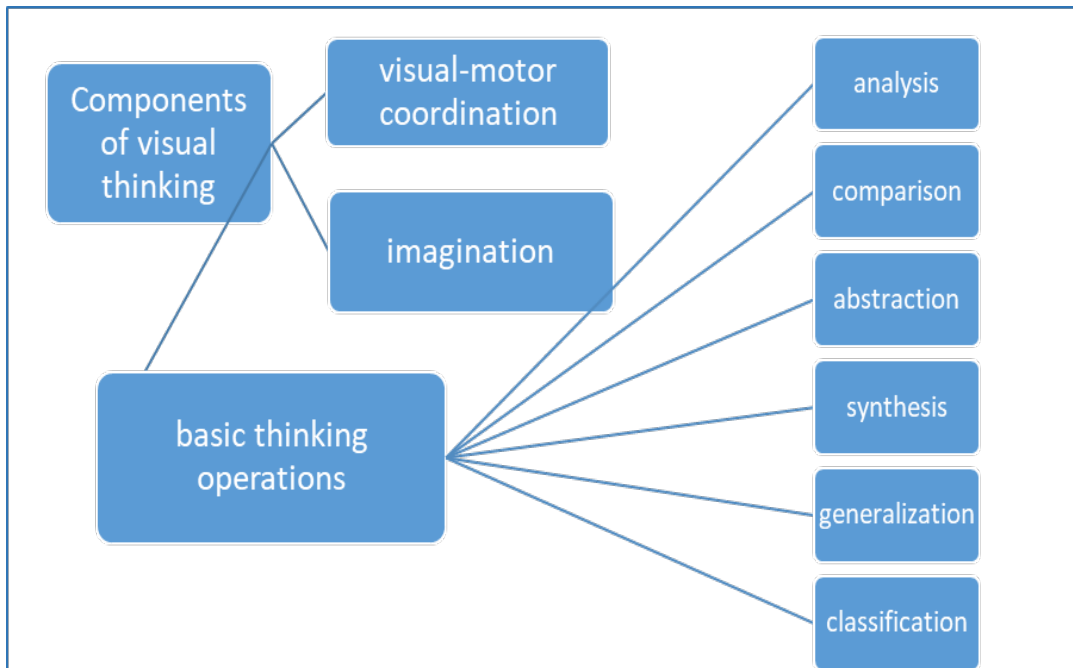 Components
of visual
thinking
visual-motor
coordination
imagination
basic thinking
operations
analysis
comparison
abstraction
synthesis
generalization
classification